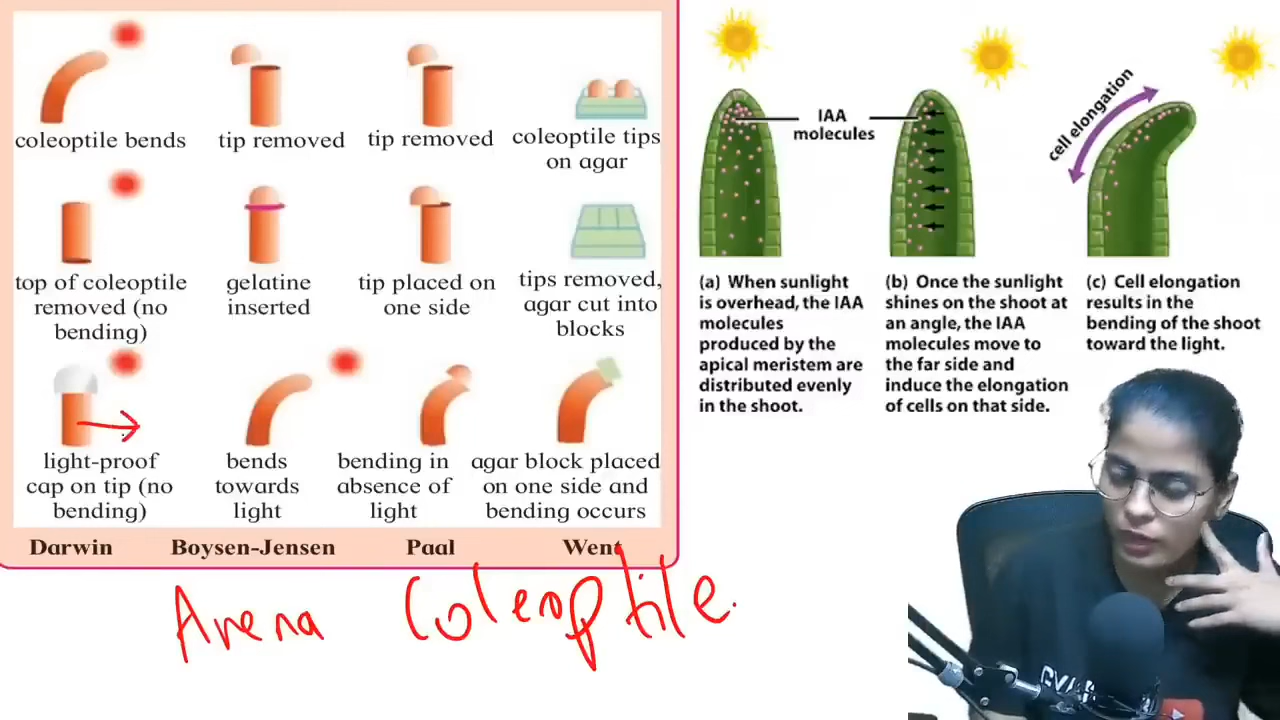 coleoptile bends
tip removed
tip removed
coleoptile tips
on agar
top of coleoptile
removed (no
bending)
gelatine
inserted
tip placed on
one side
tips removed,
agar cut into
blocks
light-proof
cap on tip (no
bending)
bends
towards
light
bending in
absence of
light
agar block placed
on one side and
bending occurs
Darwin
Boysen-Jensen
Paal
Went
Avena Coleoptile.
IAA
molecules
cell elongation
(a) When sunlight
is overhead, the IAA
molecules
produced by the
apical meristem are
distributed evenly
in the shoot.
(b) Once the sunlight
shines on the shoot at
an angle, the IAA
molecules move to
the far side and
induce the elongation
of cells on that side.
(c) Cell elongation
results in the
bending of the shoot
toward the light.